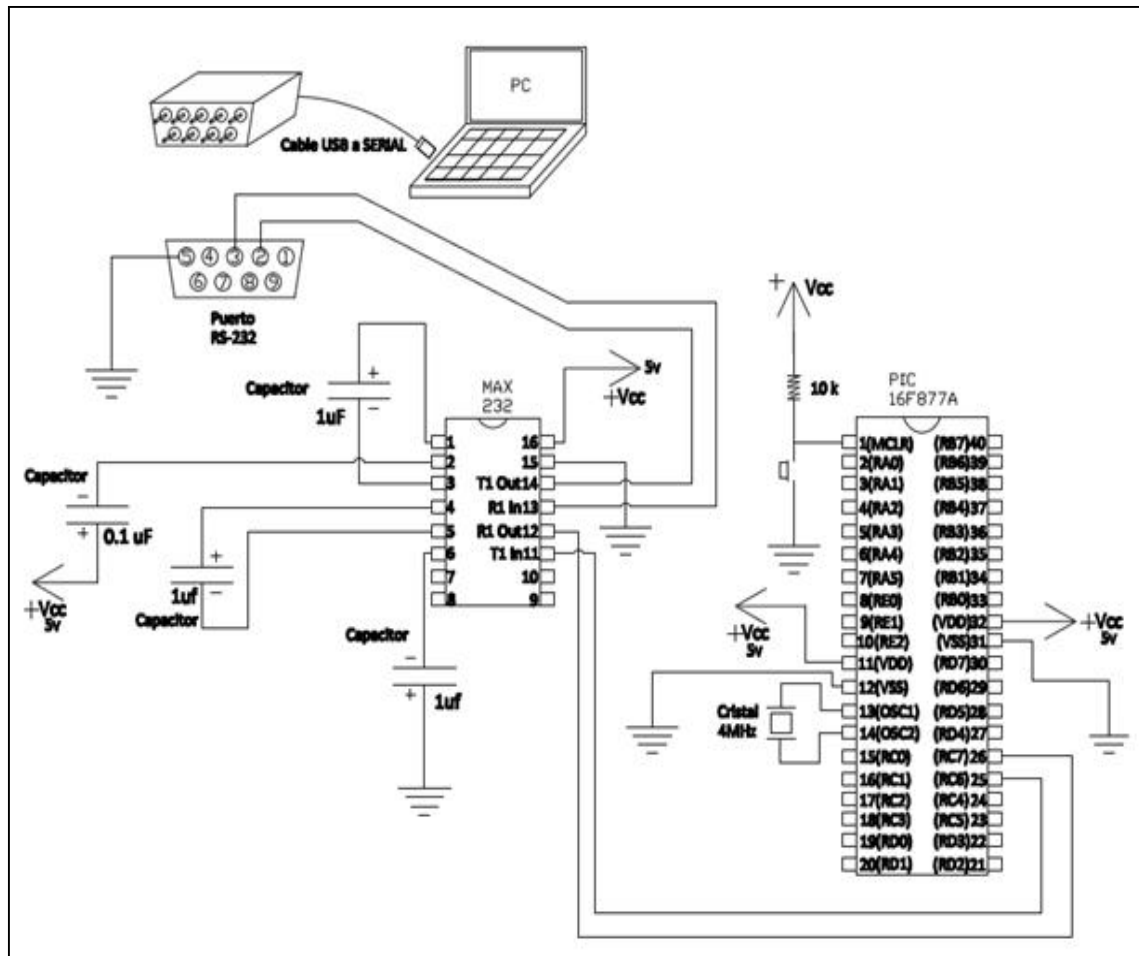 PC
Cable USB a SERIAL
5 4 3 2 1
6 7 8 9
Puerto
RS-232
Capacitor
+
-
1uF
MAX
232
5v
+Vcc
1
2
3
4
5
6
7
8
16
15
T1 Out14
R1 In13
R1 Out12
T1 In11
10
9
Capacitor
-
+
0.1 uF
+Vcc
5v
+
-
1uf
Capacitor
Capacitor
-
+
1uf
+
Vcc
10 k
PIC
16F877A
1(MCLR) (RB7)40
2(RA0) (RB6)39
3(RA1) (RB5)38
4(RA2) (RB4)37
5(RA3) (RB3)36
6(RA4) (RB2)35
7(RA5) (RB1)34
8(RE0) (RB0)33
9(RE1) (VDD)32
10(RE2) (VSS)31
11(VDD) (RD7)30
12(VSS) (RD6)29
13(OSC1) (RD5)28
14(OSC2) (RD4)27
15(RC0) (RC7)26
16(RC1) (RC6)25
17(RC2) (RC4)24
18(RC3) (RC5)23
19(RD0) (RD3)22
20(RD1) (RD2)21
+Vcc
5v
+Vcc
5v
Cristal
4MHz